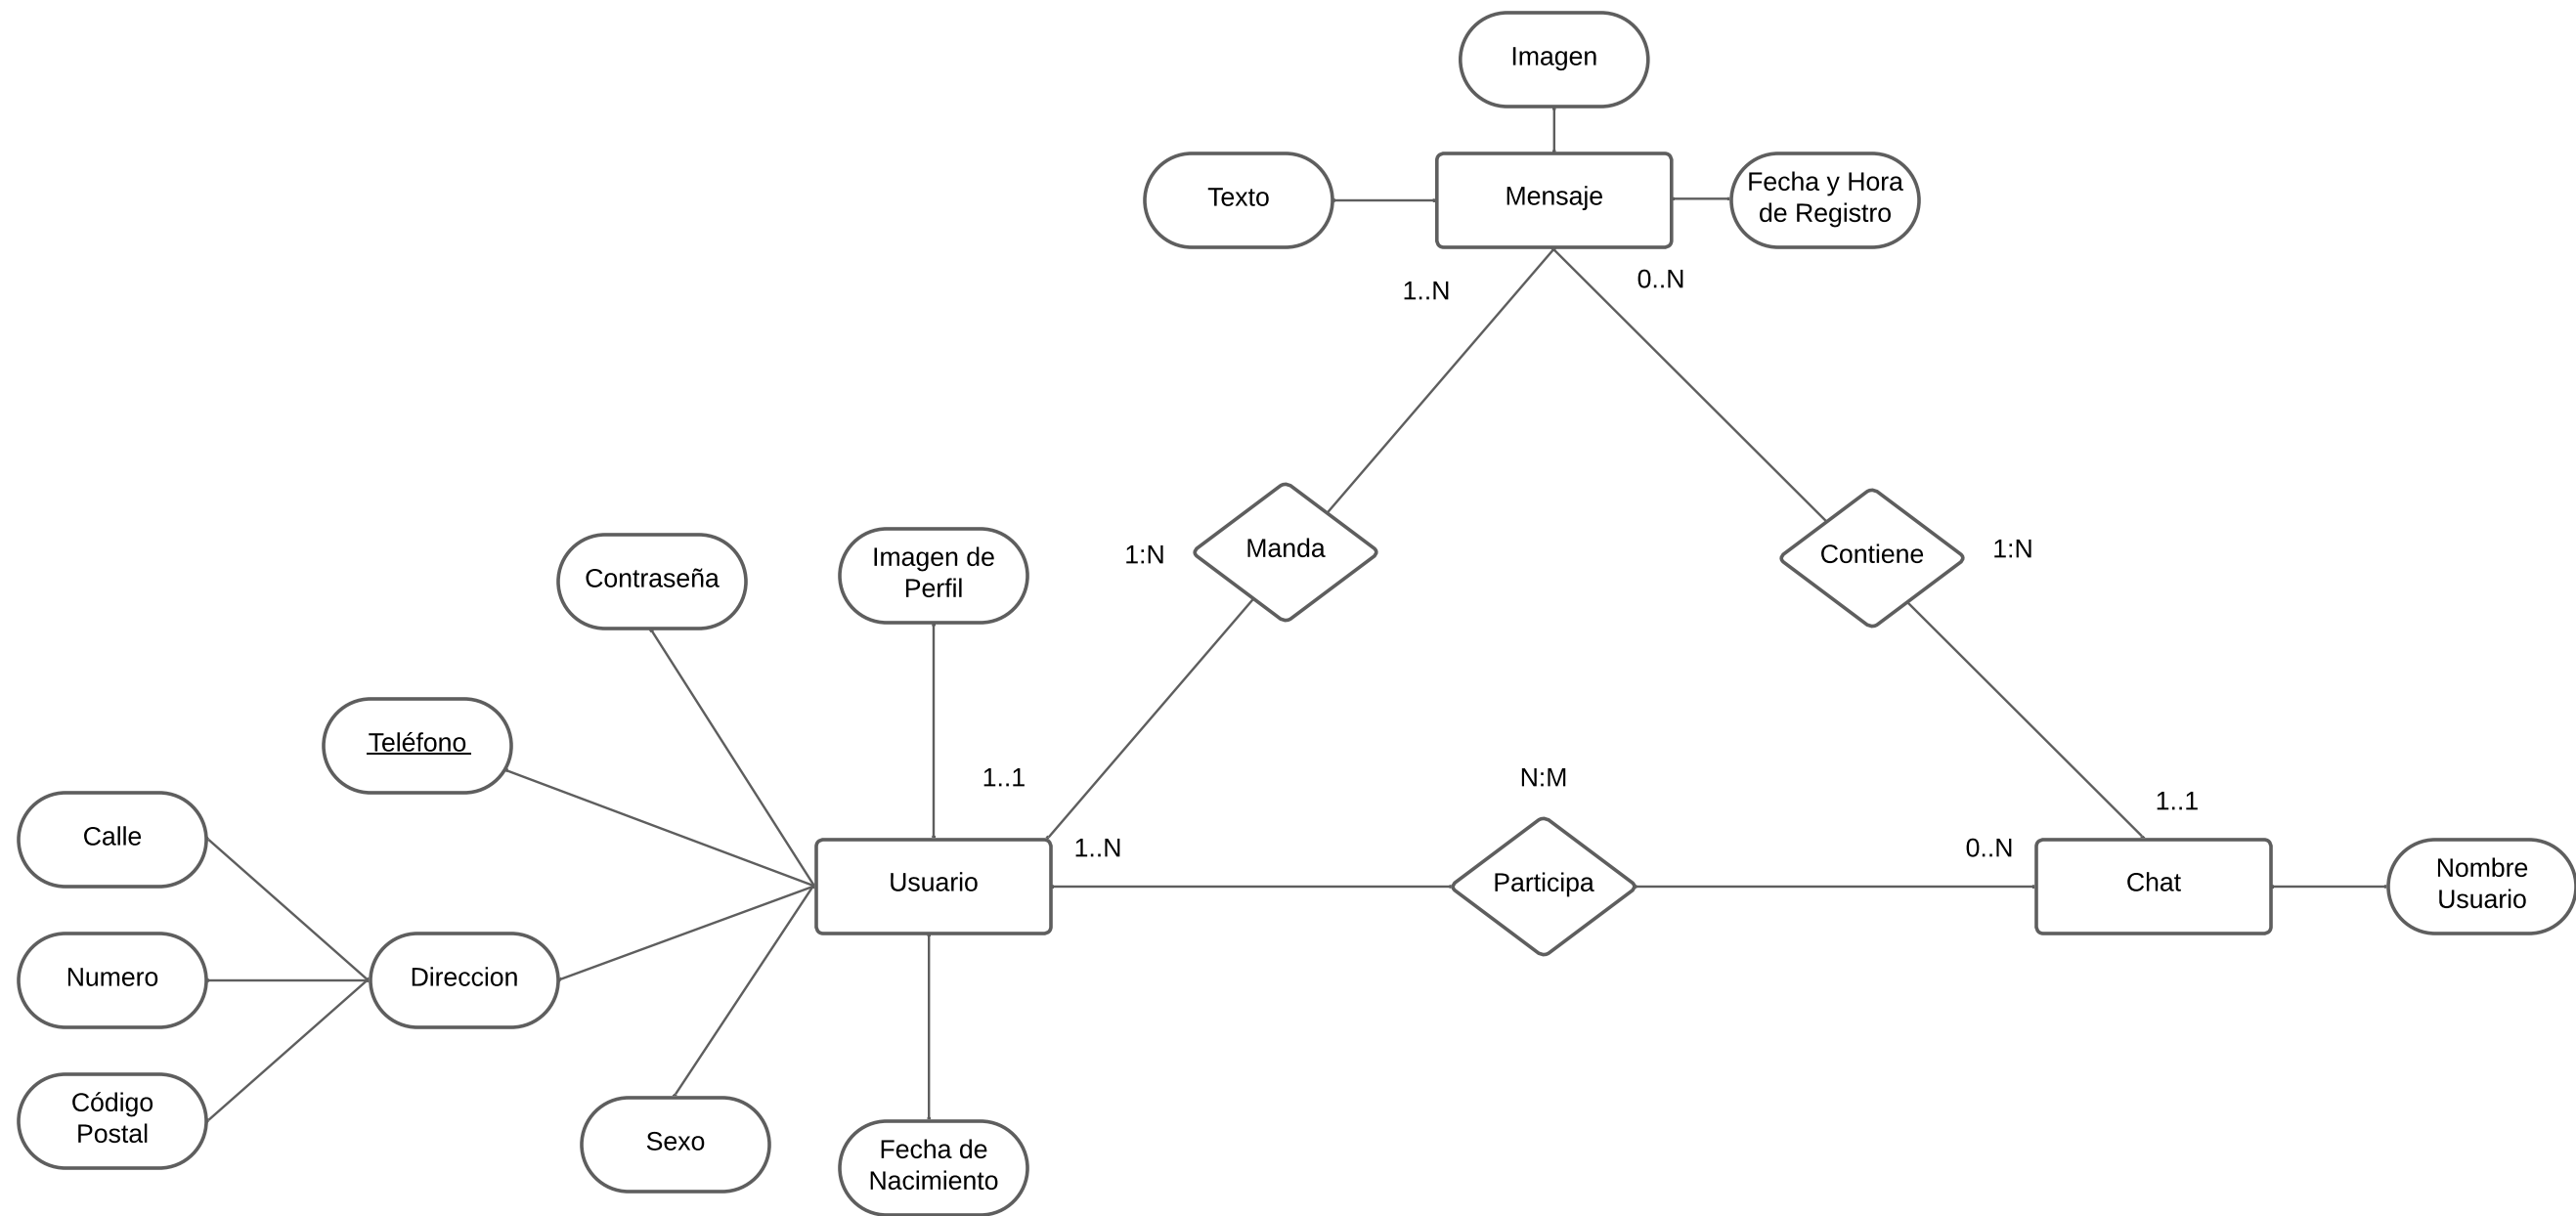 Imagen
Texto
Mensaje
Fecha y Hora
de Registro
1..N
0..N
Contraseña
Imagen de
Perfil
1:N
Manda
Contiene
1:N
Teléfono
1..1
N:M
1..1
Calle
Usuario
1..N
Participa
0..N
Chat
Nombre
Usuario
Numero
Direccion
Código
Postal
Sexo
Fecha de
Nacimiento